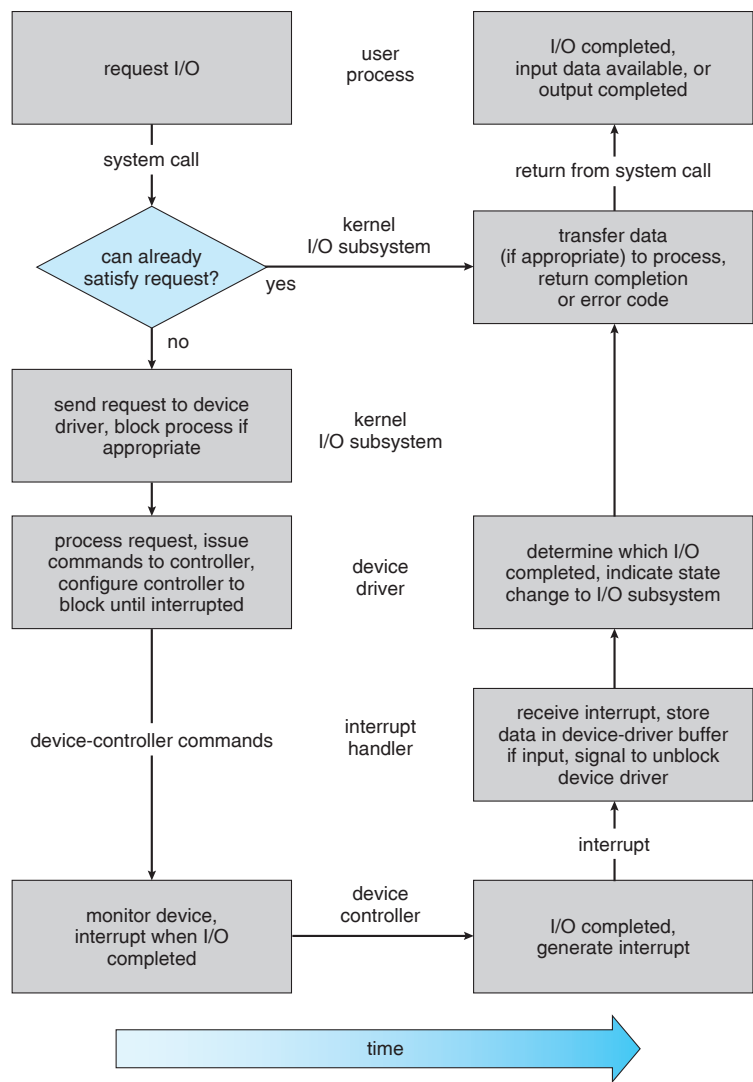 request I/O
user
process
I/O completed,
input data available, or
output completed
system call
return from system call
can already
satisfy request?
kernel
I/O subsystem
yes
transfer data
(if appropriate) to process,
return completion
or error code
no
send request to device
driver, block process if
appropriate
kernel
I/O subsystem
process request, issue
commands to controller,
configure controller to
block until interrupted
device
driver
determine which I/O
completed, indicate state
change to I/O subsystem
device-controller commands
interrupt
handler
receive interrupt, store
data in device-driver buffer
if input, signal to unblock
device driver
interrupt
monitor device,
interrupt when I/O
completed
device
controller
I/O completed,
generate interrupt
time